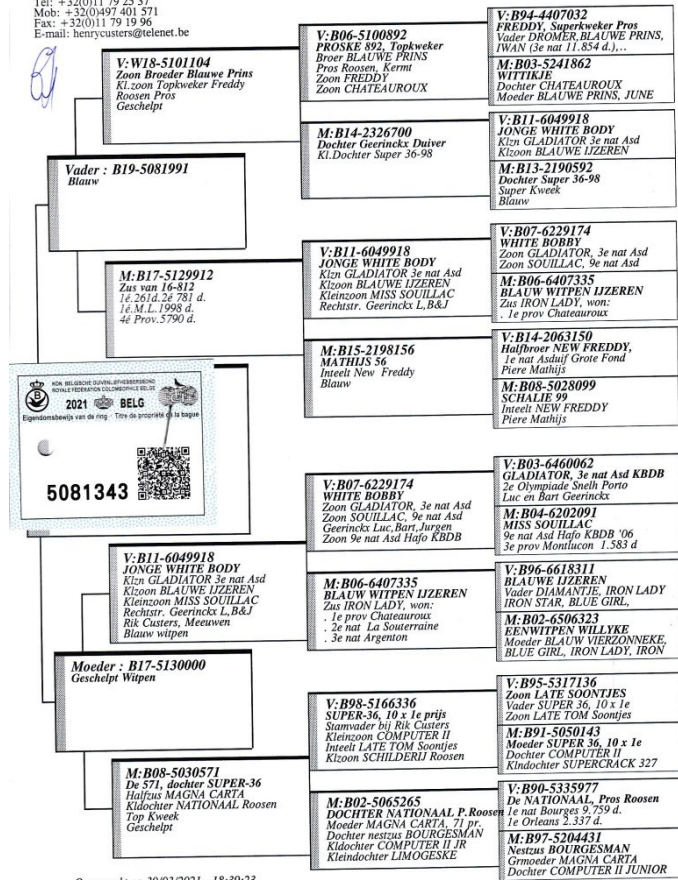 Tel: +32(0)11 79 25 37
Mob: +32(0)497 401 571
Fax: +32(0)11 79 19 96
E-mail: henrycusters@telenet.be
V:W18-5101104
Zoon Broeder Blauwe Prins
Kl.zoon Topkweker Freddy
Roosen Pros
Geschelpt
Vader : B19-5081991
Blauw
M:B17-5129912
Zus van 16-812
1é.261d.2é 781 d.
1é.M.L.1998 d.
4é Prov.5790 d.
KON. BELGISCHE DUIVENLIEFHEBBERSBOND
ROYALE FEDERATION COLOMBOPHILE BELGE
2021 BELG
Eigendomsbewijs van de ring - Titre de propriété de la bague
5081343
V:B11-6049918
JONGE WHITE BODY
Klzn GLADIATOR 3e nat Asd
Klzoon BLAUWE IJZEREN
Kleinzoon MISS SOUILLAC
Rechtstr. Geerinckx L,B&J
Rik Custers, Meeuwen
Blauw witpen
Moeder : B17-5130000
Geschelpt Witpen
M:B08-5030571
De 571, dochter SUPER-36
Halfzus MAGNA CARTA
Kldochter NATIONAAL Roosen
Top Kweek
Geschelpt
V:B06-5100892
PROSKE 892, Topkweker
Broer BLAUWE PRINS
Pros Roosen, Kermt
Zoon FREDDY
Zoon CHATEAUROUX
M:B14-2326700
Dochter Geerinckx Duiver
Kl.Dochter Super 36-98
V:B11-6049918
JONGE WHITE BODY
Klzn GLADIATOR 3e nat Asd
Klzoon BLAUWE IJZEREN
Kleinzoon MISS SOUILLAC
Rechtstr. Geerinckx L,B&J
M:B15-2198156
MATHIJS 56
Inteelt New Freddy
Blauw
V:B07-6229174
WHITE BOBBY
Zoon GLADIATOR, 3e nat Asd
Zoon SOUILLAC, 9e nat Asd
Geerinckx Luc,Bart,Jurgen
Zoon 9e nat Asd Hafo KBDB
M:B06-6407335
BLAUW WITPEN IJZEREN
Zus IRON LADY, won:
. 1e prov Chateauroux
. 2e nat La Souterraine
. 3e nat Argenton
V:B98-5166336
SUPER-36, 10 x 1e prijs
Stamvader bij Rik Custers
Kleinzoon COMPUTER II
Inteelt LATE TOM Soontjes
Klzoon SCHILDERIJ Roosen
M:B02-5065265
DOCHTER NATIONAAL P.Roosen
Moeder MAGNA CARTA, 71 pr.
Dochter nestzus BOURGESMAN
Kldochter COMPUTER II JR
Kleindochter LIMOGESKE
V:B94-4407032
FREDDY, Superkweker Pros
Vader DROMER,BLAUWE PRINS,
IWAN (3e nat 11.854 d.),..
M:B03-5241862
WITTIKJE
Dochter CHATEAUROUX
Moeder BLAUWE PRINS, JUNE
V:B11-6049918
JONGE WHITE BODY
Klzn GLADIATOR 3e nat Asd
Klzoon BLAUWE IJZEREN
M:B13-2190592
Dochter Super 36-98
Super Kweek
Blauw
V:B07-6229174
WHITE BOBBY
Zoon GLADIATOR, 3e nat Asd
Zoon SOUILLAC, 9e nat Asd
M:B06-6407335
BLAUW WITPEN IJZEREN
Zus IRON LADY, won:
. 1e prov Chateauroux
V:B14-2063150
Halfbroer NEW FREDDY,
1e nat Asduif Grote Fond
Piere Mathijs
M:B08-5028099
SCHALIE 99
Inteelt NEW FREDDY
Piere Mathijs
V:B03-6460062
GLADIATOR, 3e nat Asd KBDB
2e Olympiade Snelh Porto
Luc en Bart Geerinckx
M:B04-6202091
MISS SOUILLAC
9e nat Asd Hafo KBDB '06
3e prov Montlucon 1.583 d
V:B96-6618311
BLAUWE IJZEREN
Vader DIAMANTJE, IRON LADY
IRON STAR, BLUE GIRL,
M:B02-6506323
EENWITPEN WILLYKE
Moeder BLAUW VIERZONNEKE,
BLUE GIRL, IRON LADY, IRON
V:B95-5317136
Zoon LATE SOONTJES
Vader SUPER 36, 10 x 1e
Zoon LATE TOM Soontjes
M:B91-5050143
Moeder SUPER 36, 10 x 1e
Dochter COMPUTER II
Klndochter SUPERCRACK 327
V:B90-5335977
De NATIONAAL, Pros Roosen
1e nat Bourges 9.759 d.
1e Orleans 2.337 d.
M:B97-5204431
Nestzus BOURGESMAN
Grmoeder MAGNA CARTA
Dochter COMPUTER II JUNIOR